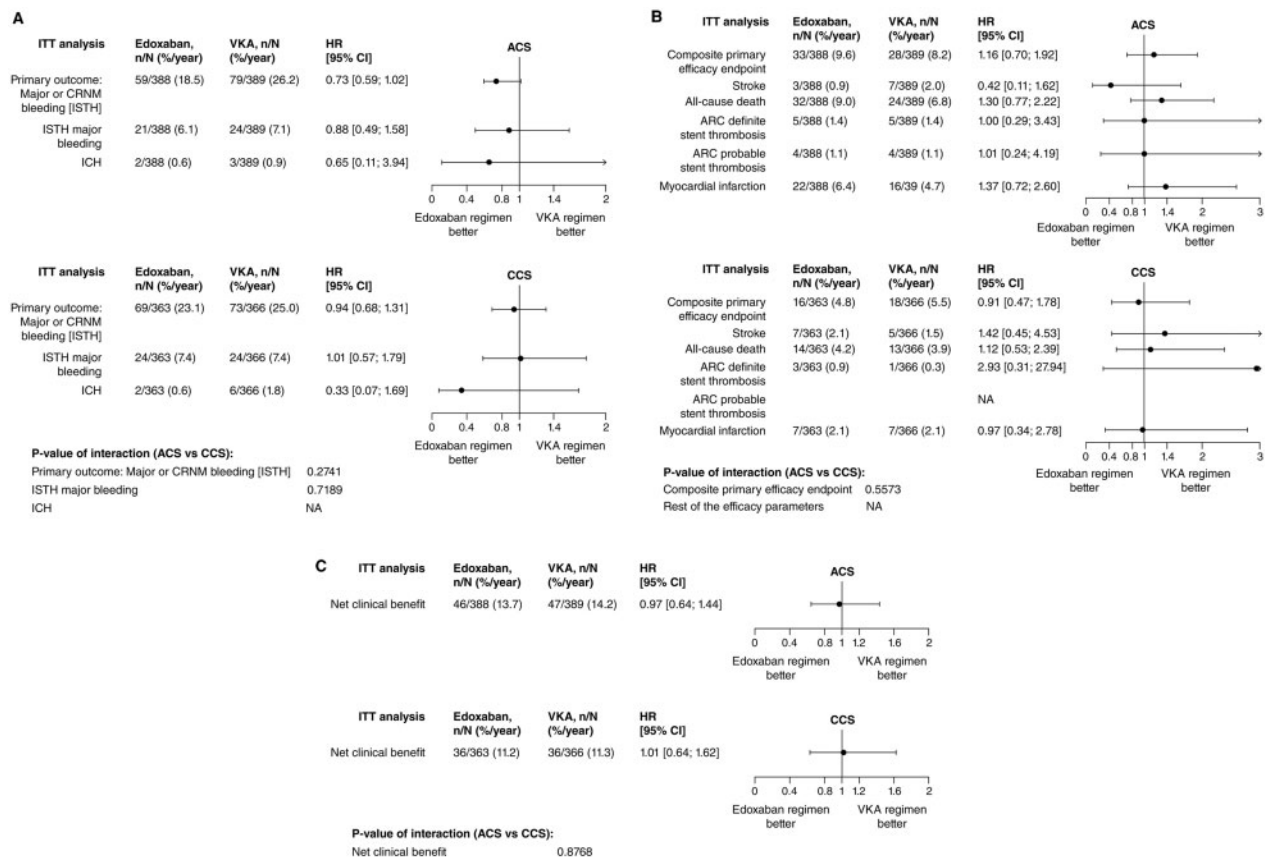 A
ITT analysis Edoxaban, VKA, n/N HR
n/N (%/year) (%/year) [95% CI]
ACS
Primary outcome: 59/388 (18.5) 79/389 (26.2) 0.73 [0.59; 1.02]
Major or CRNM
bleeding [ISTH]
ISTH major 21/388 (6.1) 24/389 (7.1) 0.88 [0.49; 1.58]
bleeding
ICH 2/388 (0.6) 3/389 (0.9) 0.65 [0.11; 3.94]
0 0.4 0.8 1 1.4 2
Edoxaban regimen VKA regimen
better better
ITT analysis Edoxaban, VKA, n/N HR
n/N (%/year) (%/year) [95% CI]
CCS
Primary outcome: 69/363 (23.1) 73/366 (25.0) 0.94 [0.68; 1.31]
Major or CRNM
bleeding [ISTH]
ISTH major 24/363 (7.4) 24/366 (7.4) 1.01 [0.57; 1.79]
bleeding
ICH 2/363 (0.6) 6/366 (1.8) 0.33 [0.07; 1.69]
0 0.4 0.8 1 1.4 2
Edoxaban regimen VKA regimen
better better
P-value of interaction (ACS vs CCS):
Primary outcome: Major or CRNM bleeding [ISTH] 0.2741
ISTH major bleeding 0.7189
ICH NA
B
ITT analysis Edoxaban, VKA, n/N HR
n/N (%/year) (%/year) [95% CI]
ACS
Composite primary 33/388 (9.6) 28/389 (8.2) 1.16 [0.70; 1.92]
efficacy endpoint
Stroke 3/388 (0.9) 7/389 (2.0) 0.42 [0.11; 1.62]
All-cause death 32/388 (9.0) 24/389 (6.8) 1.30 [0.77; 2.22]
ARC definite 5/388 (1.4) 5/389 (1.4) 1.00 [0.29; 3.43]
stent thrombosis
ARC probable 4/388 (1.1) 4/389 (1.1) 1.01 [0.24; 4.19]
stent thrombosis
Myocardial infarction 22/388 (6.4) 16/39 (4.7) 1.37 [0.72; 2.60]
0 0.4 0.8 1 1.4 2 3
Edoxaban regimen VKA regimen
better better
ITT analysis Edoxaban, VKA, n/N HR
n/N (%/year) (%/year) [95% CI]
CCS
Composite primary 16/363 (4.8) 18/366 (5.5) 0.91 [0.47; 1.78]
efficacy endpoint
Stroke 7/363 (2.1) 5/366 (1.5) 1.42 [0.45; 4.53]
All-cause death 14/363 (4.2) 13/366 (3.9) 1.12 [0.53; 2.39]
ARC definite 3/363 (0.9) 1/366 (0.3) 2.93 [0.31; 27.94]
stent thrombosis
ARC probable NA
stent thrombosis
Myocardial infarction 7/363 (2.1) 7/366 (2.1) 0.97 [0.34; 2.78]
0 0.4 0.8 1 1.4 2 3
Edoxaban regimen VKA regimen
better better
P-value of interaction (ACS vs CCS):
Composite primary efficacy endpoint 0.5573
Rest of the efficacy parameters NA
C
ITT analysis Edoxaban, VKA, n/N HR
n/N (%/year) (%/year) [95% CI]
ACS
Net clinical benefit 46/388 (13.7) 47/389 (14.2) 0.97 [0.64; 1.44]
0 0.4 0.8 1 1.2 1.6 2
Edoxaban regimen VKA regimen
better better
ITT analysis Edoxaban, VKA, n/N HR
n/N (%/year) (%/year) [95% CI]
CCS
Net clinical benefit 36/363 (11.2) 36/366 (11.3) 1.01 [0.64; 1.62]
0 0.4 0.8 1 1.2 1.6 2
Edoxaban regimen VKA regimen
better better
P-value of interaction (ACS vs CCS):
Net clinical benefit 0.8768